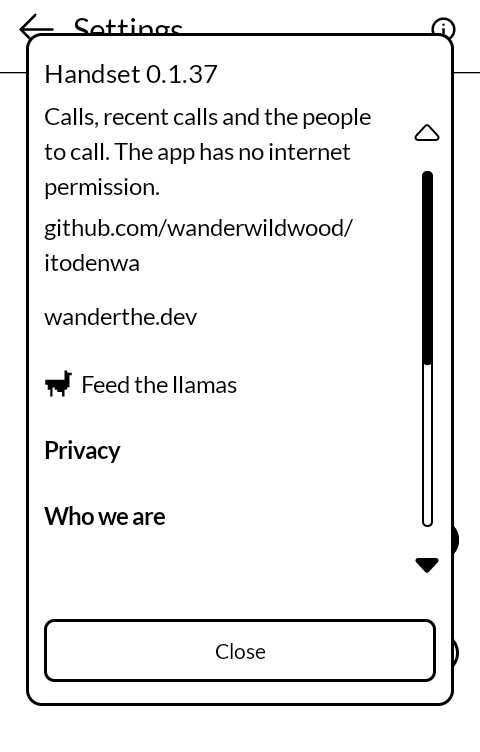 Settings
Handset 0.1.37
Calls, recent calls and the people
to call. The app has no internet
permission.
github.com/wanderwildwood/
itodenwa
wanderthe.dev
Feed the llamas
Privacy
Who we are
Close